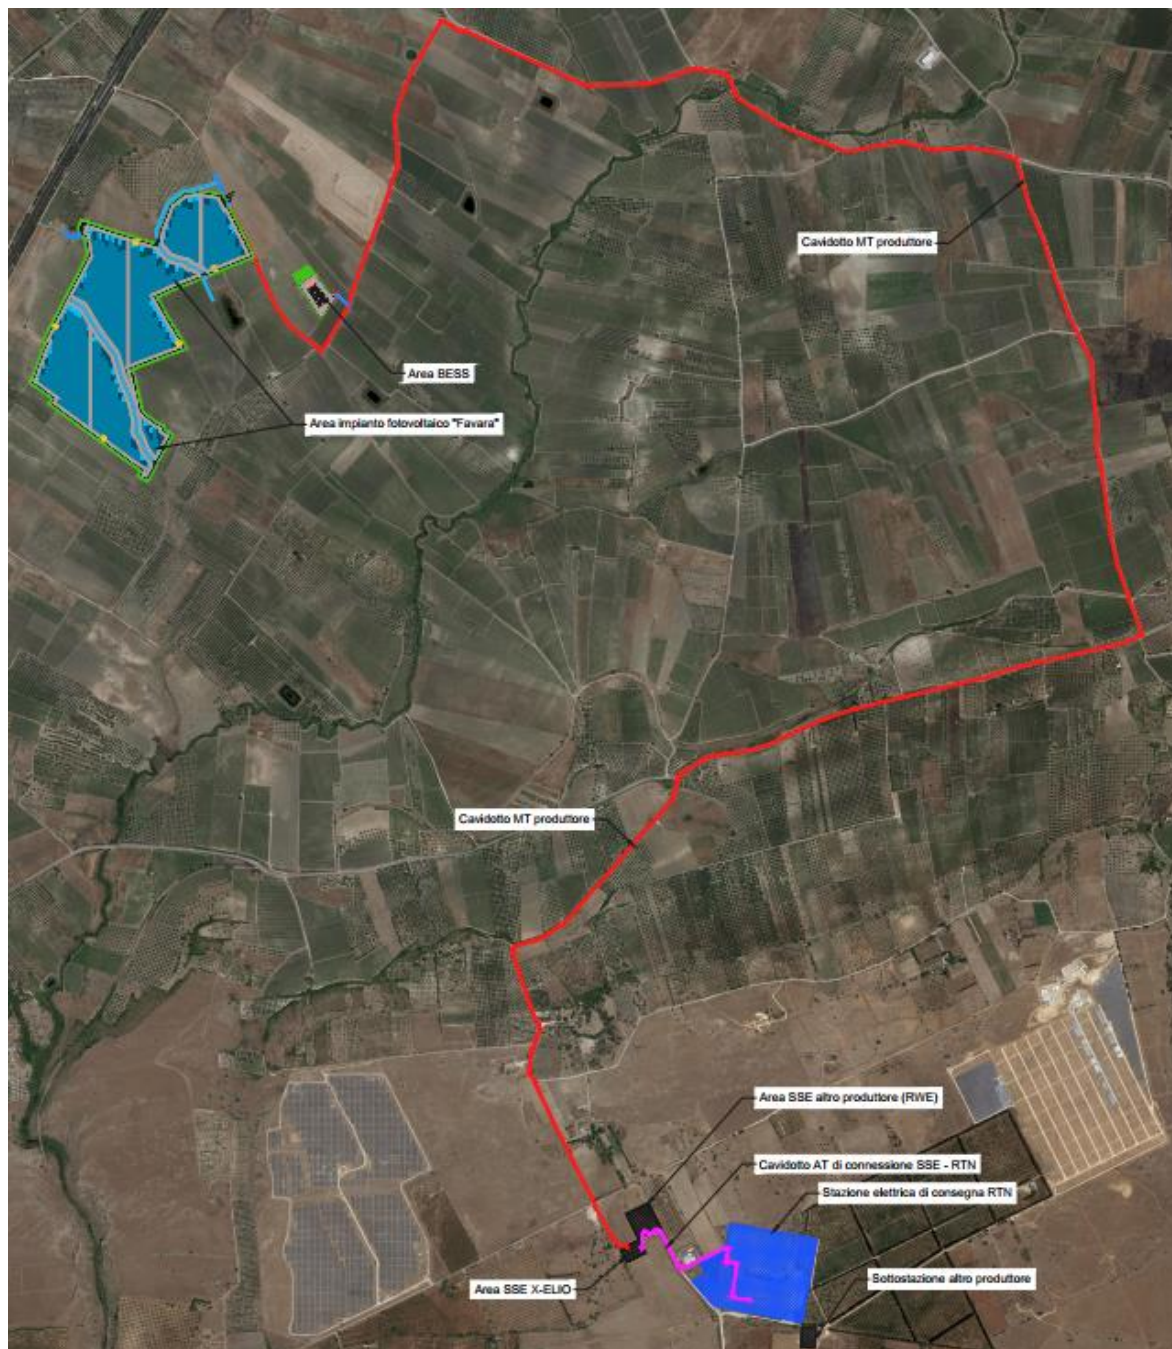 Cavidotto MT produttore
Area BESS
Area impianto fotovoltaico "Favara"
Cavidotto MT produttore
Area SSE altro produttore (RWE)
Cavidotto AT di connessione SSE - RTN
Stazione elettrica di consegna RTN
Sottostazione altro produttore
Area SSE X-ELIO